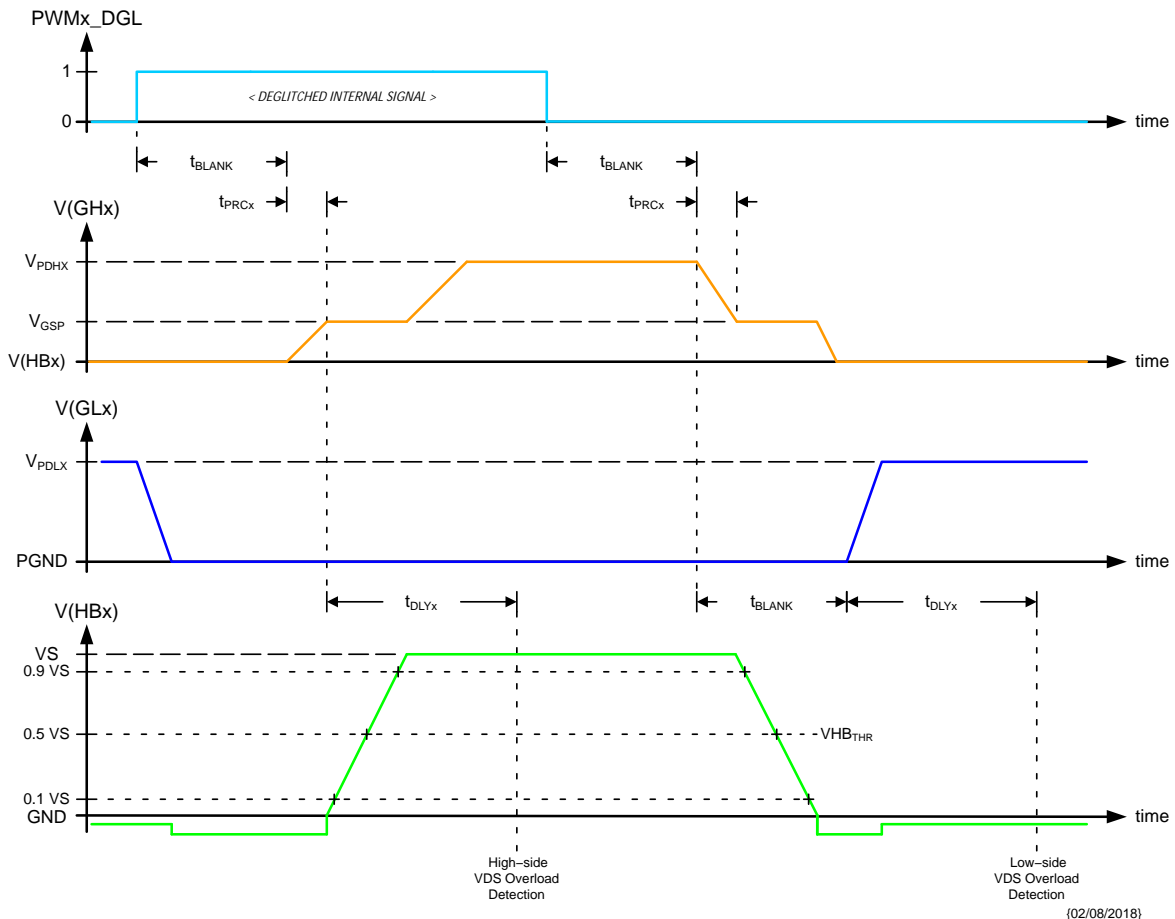 PWMx_DGL
1
< DEGLITCHED INTERNAL SIGNAL >
0
time
tBLANK
tBLANK
tPRCx
tPRCx
V(GHx)
VPDHX
VGSP
V(HBx)
time
V(GLx)
VPDLX
PGND
time
tDLYx
tBLANK
tDLYx
V(HBx)
VS
0.9 VS
0.5 VS
VHBTHR
0.1 VS
GND
time
High−side
VDS Overload
Detection
Low−side
VDS Overload
Detection
{02/08/2018}